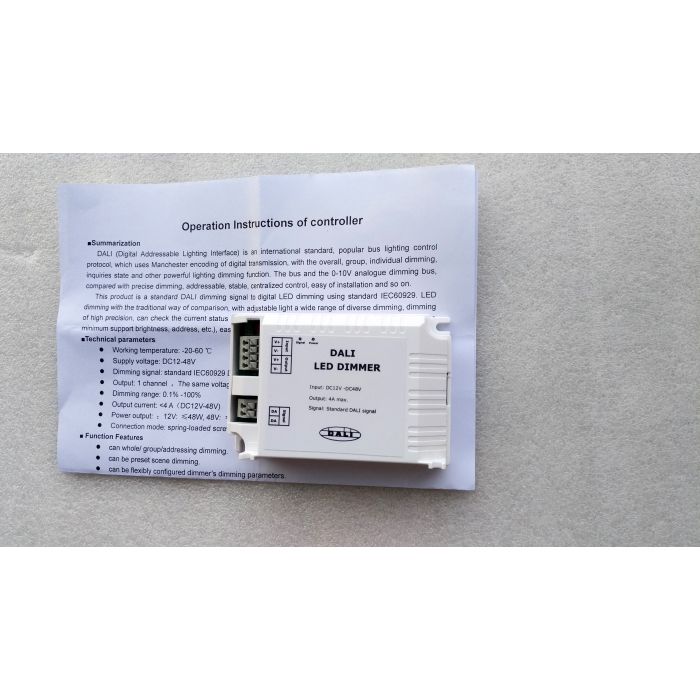 Operation Instructions of controller
■Summarization
DALI (Digital Addressable Lighting Interface) is an international standard, popular bus lighting control
protocol, which uses Manchester encoding of digital transmission, with the overall, group, individual dimming,
inquiries state and other powerful lighting dimming function. The bus and the 0-10V analogue dimming bus,
compared with precise dimming, addressable, stable, centralized control, easy of installation and so on.
This product is a standard DALI dimming signal to digital LED dimming using standard IEC60929. LED
dimming with the traditional way of comparison, with adjustable light a wide range of diverse dimming, dimming
of high precision, can check the current status
minimum support brightness, address, etc.), eas
■Technical parameters
● Working temperature: -20-60 ℃
● Supply voltage: DC12-48V
● Dimming signal: standard IEC60929
● Output: 1 channel 、The same voltag
● Dimming range: 0.1% -100%
● Output current: <4 A (DC12V-48V)
● Power output: : 12V: ≤48W, 48V:
● Connection mode: spring-loaded scre
■ Function Features
● can whole/ group/addressing dimming.
● can be preset scene dimming.
● can be flexibly configured dimmer's dimming parameters.
V+
V-
V+
V-
Input
Output
Signal Power
DA
DA
Signal
DALI
LED DIMMER
Input: DC12V -DC48V
Output: 4A max.
Signal: Standard DALI signal
DALI